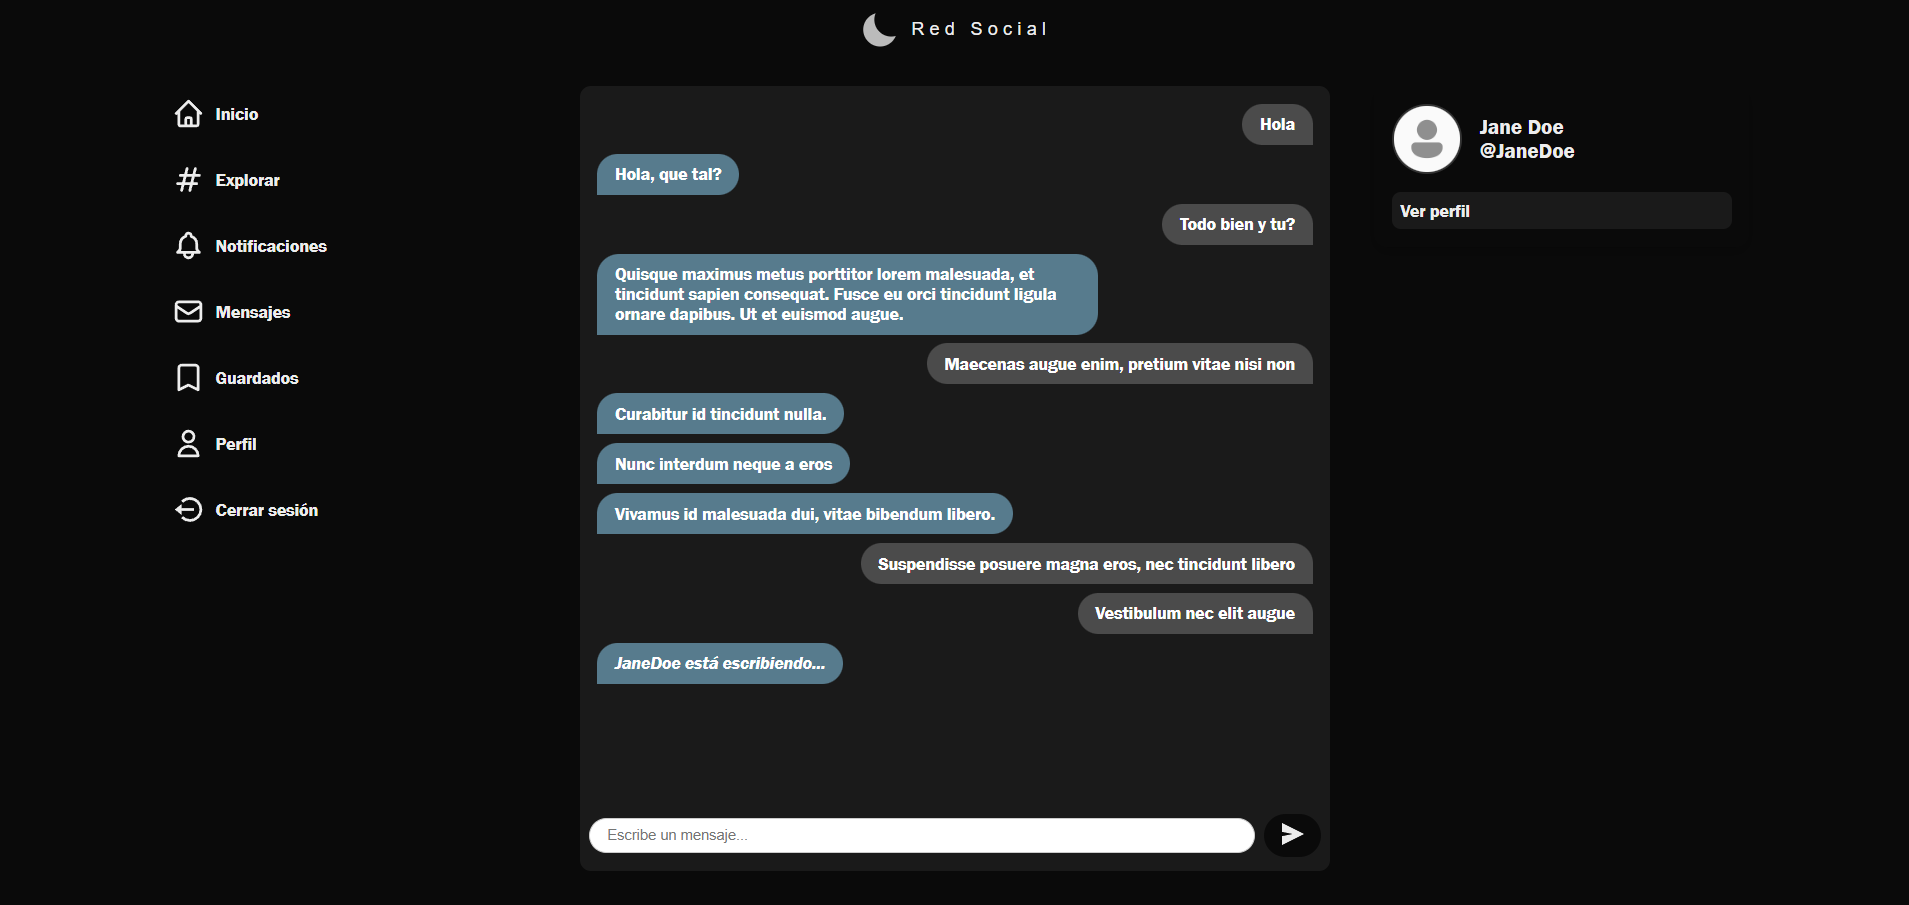 Red Social
Inicio
Explorar
Notificaciones
Mensajes
Guardados
Perfil
Cerrar sesión
Hola
Hola, que tal?
Todo bien y tu?
Quisque maximus metus porttitor lorem malesuada, et
tincidunt sapien consequat. Fusce eu orci tincidunt ligula
ornare dapibus. Ut et euismod augue.
Maecenas augue enim, pretium vitae nisi non
Curabitur id tincidunt nulla.
Nunc interdum neque a eros
Vivamus id malesuada dui, vitae bibendum libero.
Suspendisse posuere magna eros, nec tincidunt libero
Vestibulum nec elit augue
JaneDoe está escribiendo...
Escribe un mensaje...
Jane Doe
@JaneDoe
Ver perfil